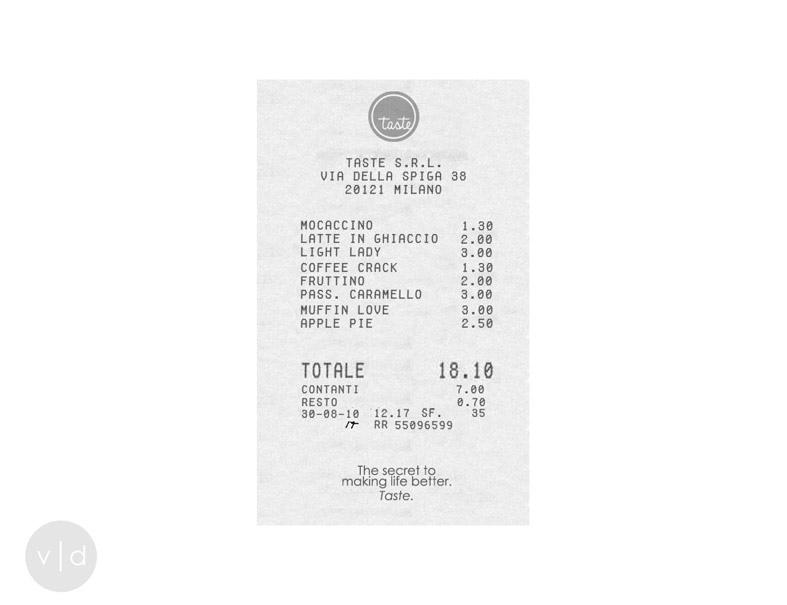 taste
TASTE S.R.L.
VIA DELLA SPIGA 38
20121 MILANO
MOCACCINO 1.30
LATTE IN GHIACCIO 2.00
LIGHT LADY 3.00
COFFEE CRACK 1.30
FRUTTINO 2.00
PASS. CARAMELLO 3.00
MUFFIN LOVE 3.00
APPLE PIE 2.50
TOTALE 18.10
CONTANTI 7.00
RESTO 0.70
30-08-10 12.17 SF. 35
RR 55096599
The secret to
making life better.
Taste.
v|d